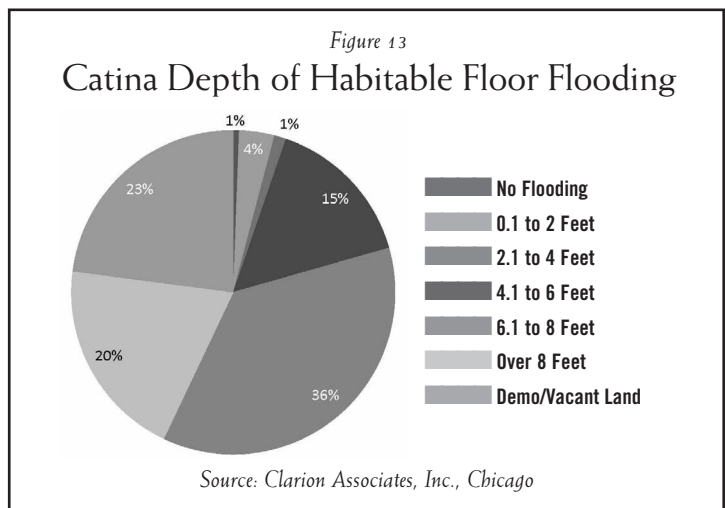 Figure 13
Catina Depth of Habitable Floor Flooding
1%
4%
1%
15%
36%
20%
23%
No Flooding
0.1 to 2 Feet
2.1 to 4 Feet
4.1 to 6 Feet
6.1 to 8 Feet
Over 8 Feet
Demo/Vacant Land
Source: Clarion Associates, Inc., Chicago